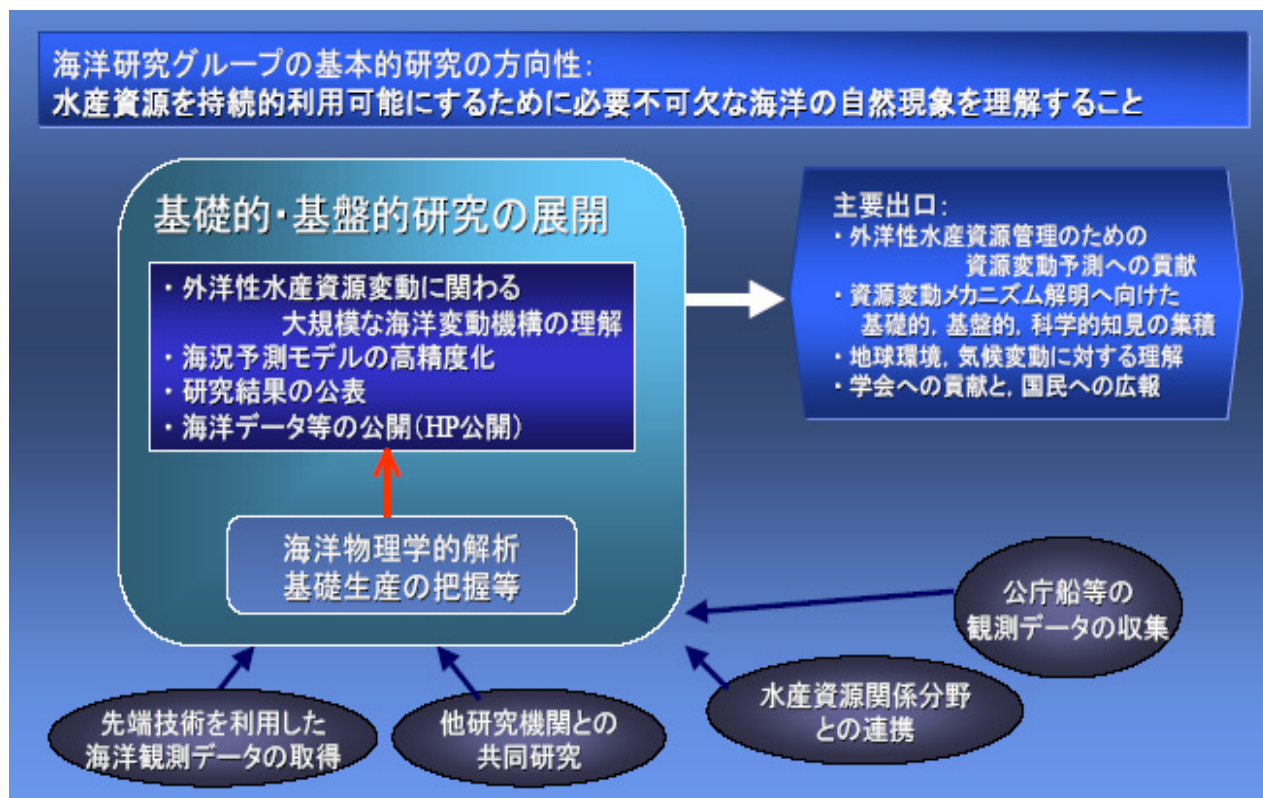 海洋研究グループの基本的研究の方向性：
水産資源を持続的利用可能にするために必要不可欠な海洋の自然現象を理解すること
基礎的・基盤的研究の展開
・外洋性水産資源変動に関わる
大規模な海洋変動機構の理解
・海況予測モデルの高精度化
・研究結果の公表
・海洋データ等の公開（HP公開）
海洋物理学的解析
基礎生産の把握等
主要出口：
・外洋性水産資源管理のための
資源変動予測への貢献
・資源変動メカニズム解明へ向けた
基礎的，基盤的，科学的知見の集積
・地球環境，気候変動に対する理解
・学会への貢献と，国民への広報
公庁船等の
観測データの収集
水産資源関係分野
との連携
他研究機関との
共同研究
先端技術を利用した
海洋観測データの取得